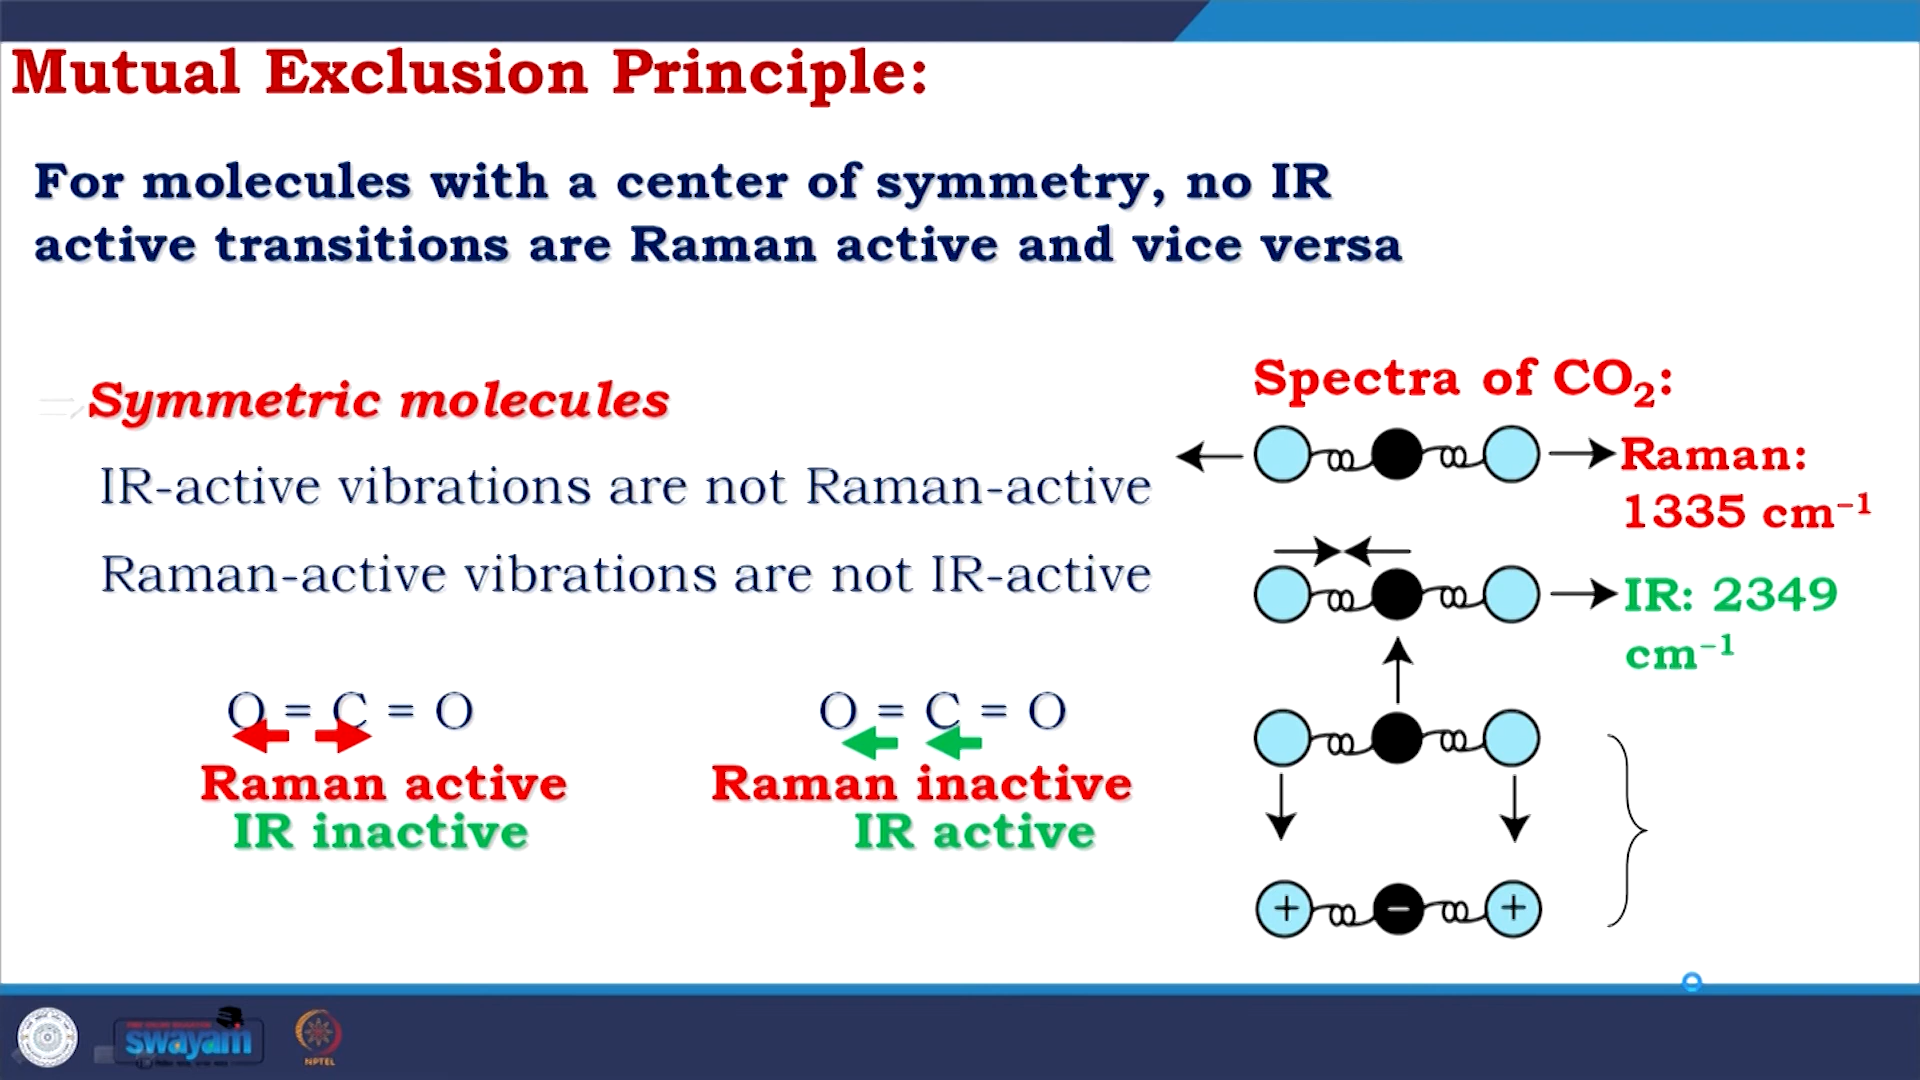 Mutual Exclusion Principle:
For molecules with a center of symmetry, no IR
active transitions are Raman active and vice versa
Symmetric molecules
IR-active vibrations are not Raman-active
Raman-active vibrations are not IR-active
O = C = O
Raman active
IR inactive
O = C = O
Raman inactive
IR active
Spectra of CO₂:
Raman:
1335 cm⁻¹
IR: 2349
cm⁻¹
+ − +
swayam
NPTEL